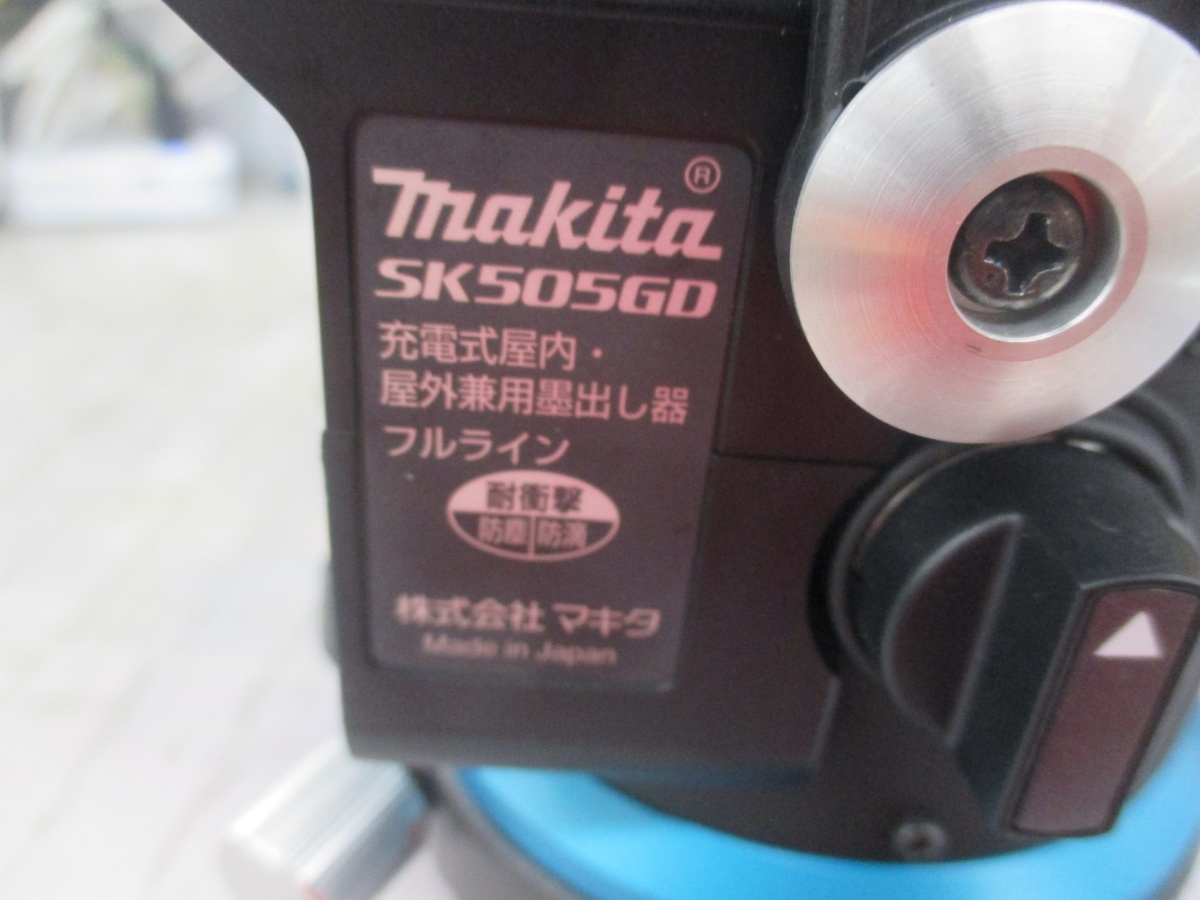 makita®
SK505GD
充電式屋内・
屋外兼用墨出し器
フルライン
耐衝撃
防塵 防滴
株式会社 マキタ
Made in Japan